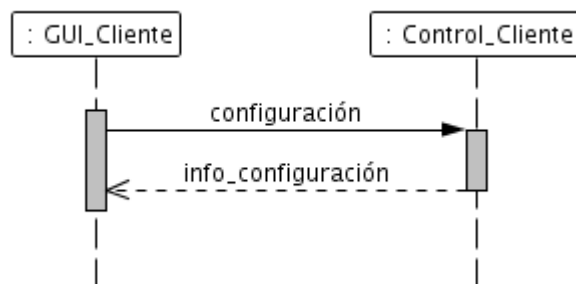 : GUI_Cliente
: Control_Cliente
configuración
info_configuración